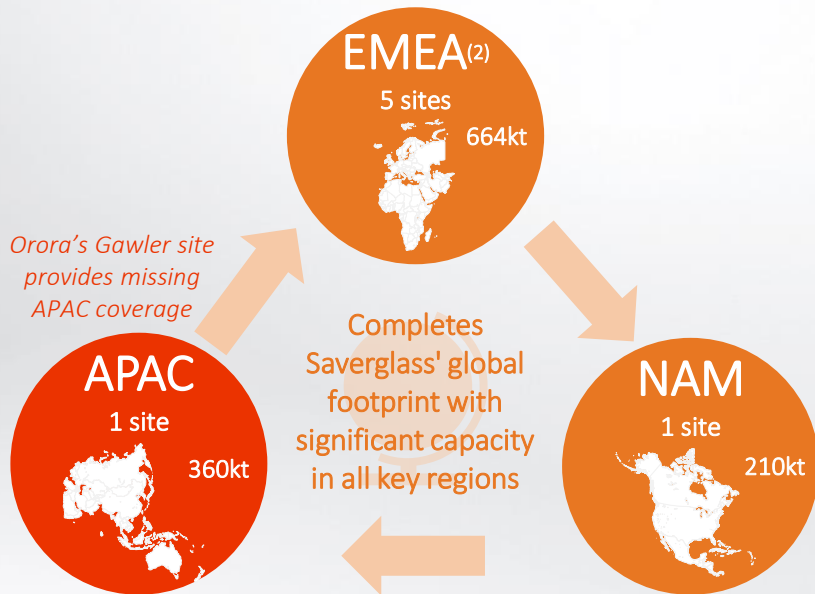 EMEA(2)
5 sites
664kt
Orora’s Gawler site
provides missing
APAC coverage
Completes
Saverglass' global
footprint with
significant capacity
in all key regions
APAC
1 site
360kt
NAM
1 site
210kt